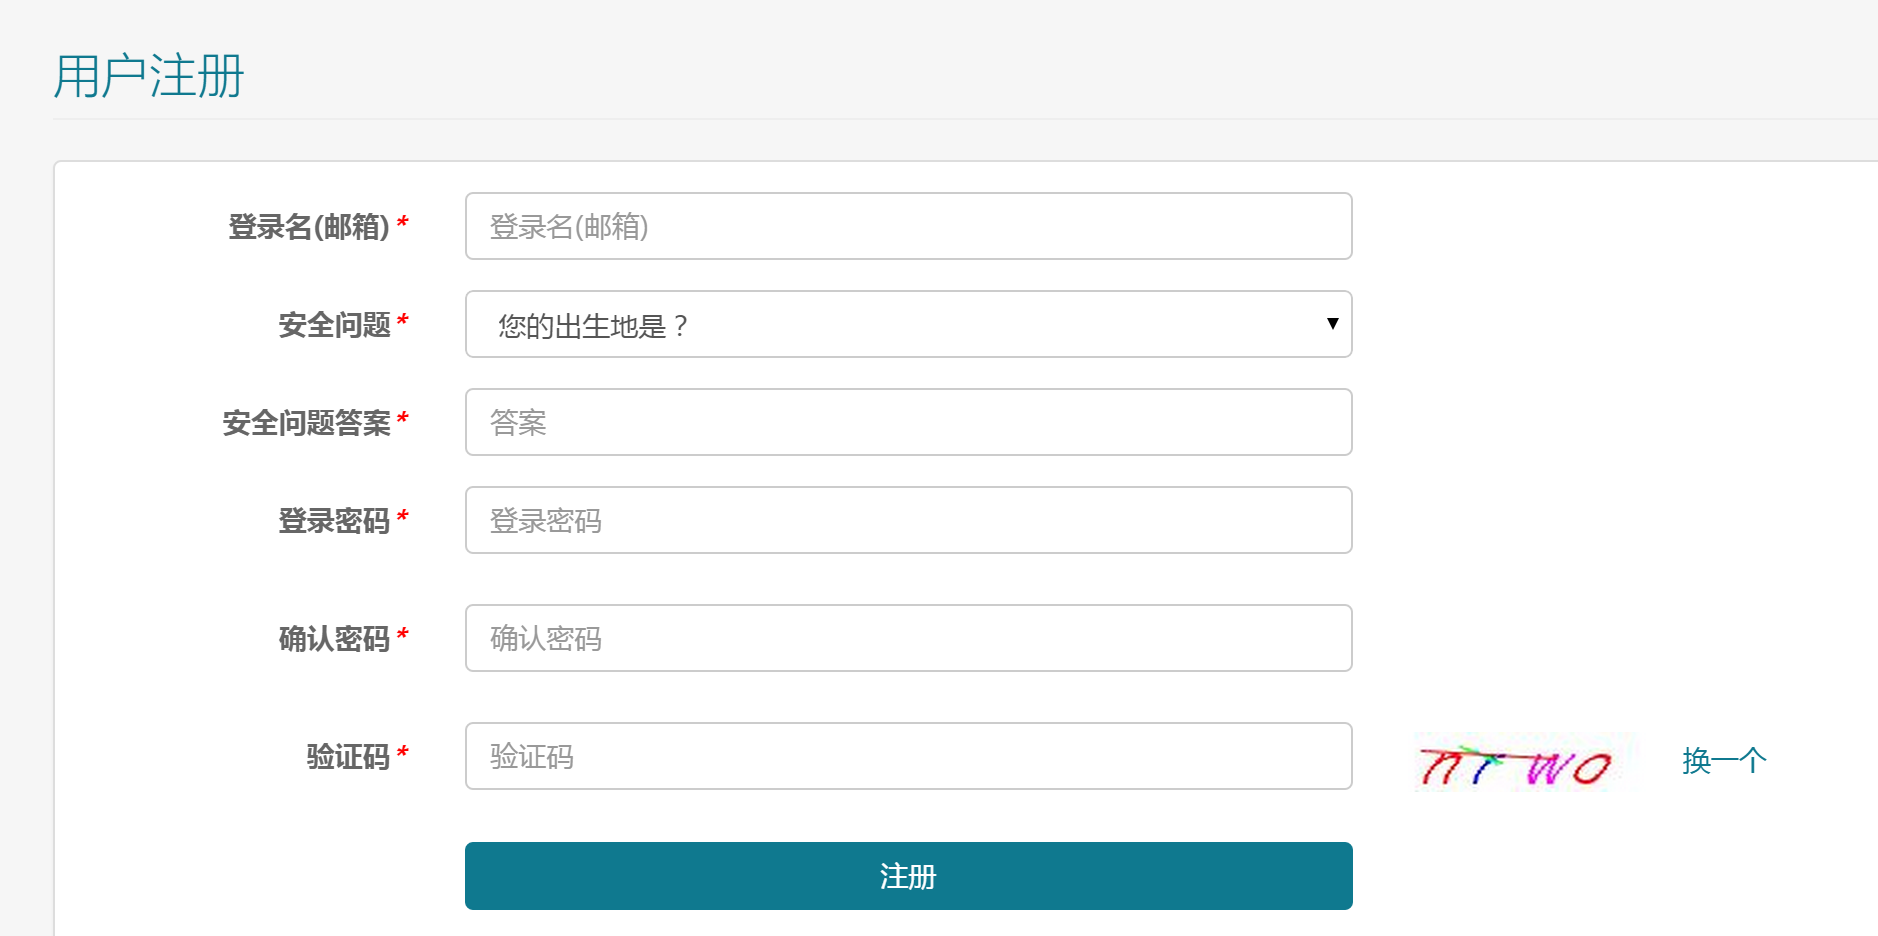 用户注册
登录名(邮箱)* 登录名(邮箱)
安全问题* 您的出生地是？
安全问题答案* 答案
登录密码* 登录密码
确认密码* 确认密码
验证码* 验证码 换一个
注册